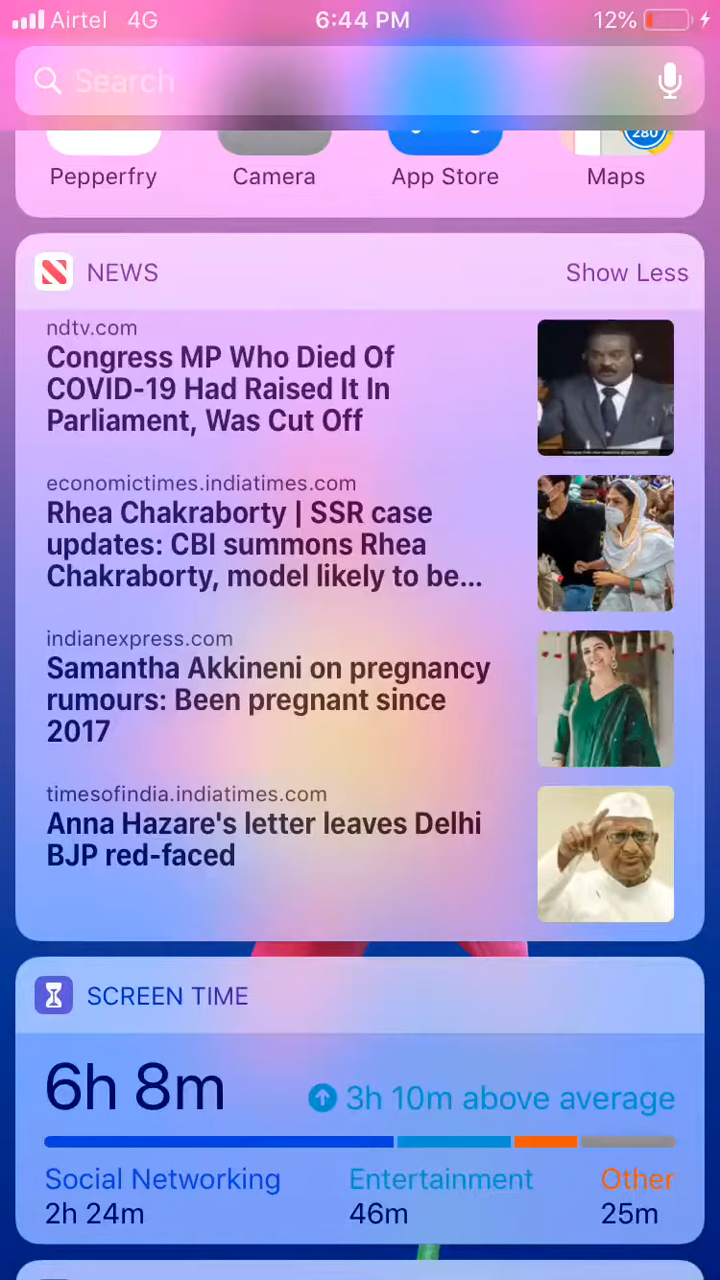 Airtel 4G 6:44 PM 12%
Search
280
Pepperfry Camera App Store Maps
NEWS Show Less
ndtv.com
Congress MP Who Died Of
COVID-19 Had Raised It In
Parliament, Was Cut Off
economictimes.indiatimes.com
Rhea Chakraborty | SSR case
updates: CBI summons Rhea
Chakraborty, model likely to be...
indianexpress.com
Samantha Akkineni on pregnancy
rumours: Been pregnant since
2017
timesofindia.indiatimes.com
Anna Hazare's letter leaves Delhi
BJP red-faced
SCREEN TIME
6h 8m 3h 10m above average
Social Networking Entertainment Other
2h 24m 46m 25m